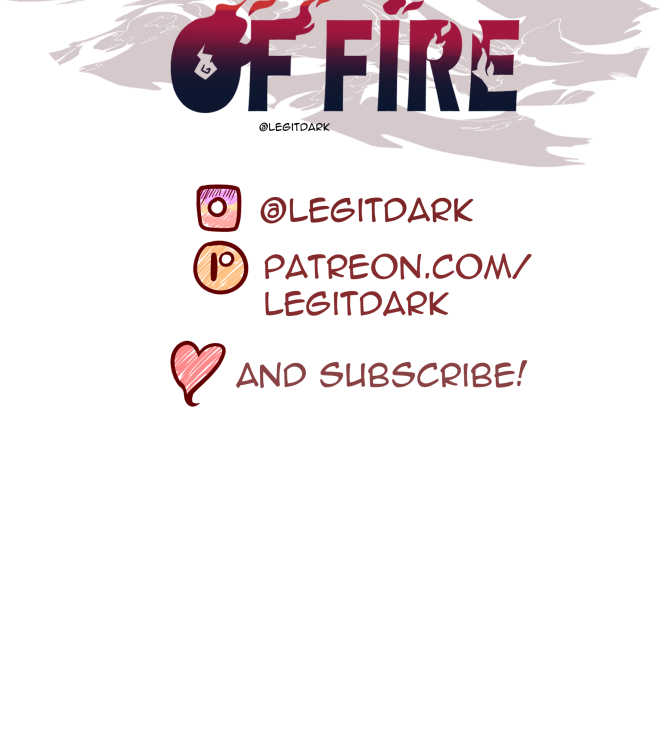 OF FIRE
@LEGITDARK
@LEGITDARK
PATREON.COM/
LEGITDARK
AND SUBSCRIBE!